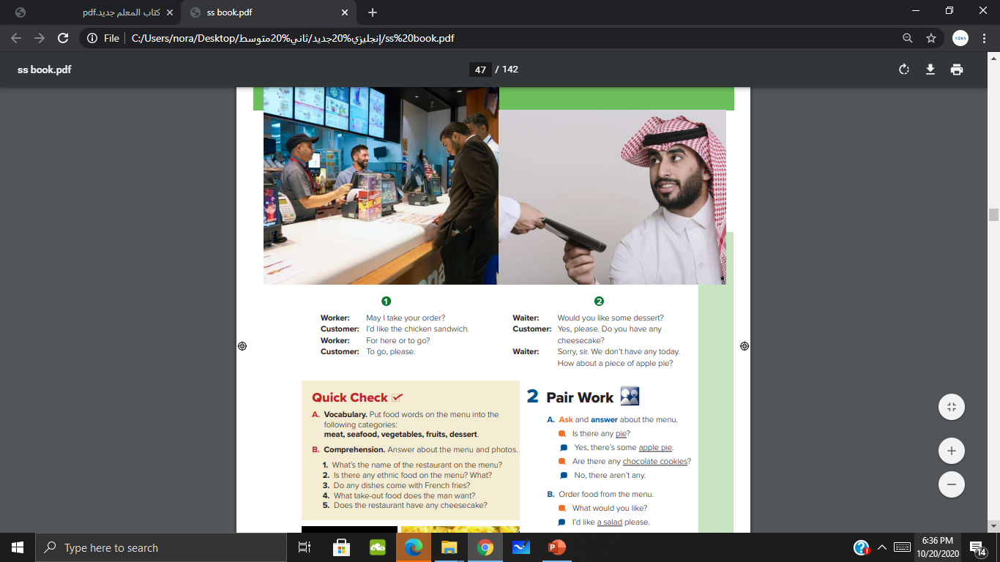 كتاب المعلم جديد.pdf
ss book.pdf
File
C:/Users/nora/Desktop/إنجليزي%20جديد/ثاني%20متوسط/ss%20book.pdf
NORA
ss book.pdf
47 / 142
1
Worker: May I take your order?
Customer: I'd like the chicken sandwich.
Worker: For here or to go?
Customer: To go, please.
2
Waiter: Would you like some dessert?
Customer: Yes, please. Do you have any
cheesecake?
Waiter: Sorry, sir. We don't have any today.
How about a piece of apple pie?
Quick Check
A. Vocabulary. Put food words on the menu into the
following categories:
meat, seafood, vegetables, fruits, dessert.
B. Comprehension. Answer about the menu and photos.
1. What's the name of the restaurant on the menu?
2. Is there any ethnic food on the menu? What?
3. Do any dishes come with French fries?
4. What take-out food does the man want?
5. Does the restaurant have any cheesecake?
2 Pair Work
A. Ask and answer about the menu.
Is there any pie?
Yes, there's some apple pie.
Are there any chocolate cookies?
No, there aren't any.
B. Order food from the menu.
What would you like?
I'd like a salad please.
Type here to search
6:36 PM
10/20/2020
14